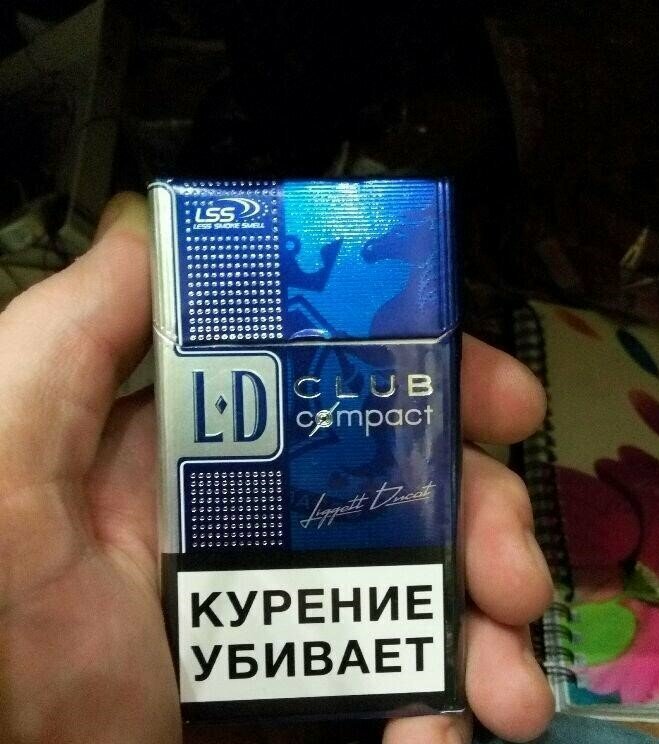 LSS
LESS SMOKE SMELL
L·D
CLUB
compact
Liggett Ducat
КУРЕНИЕ
УБИВАЕТ